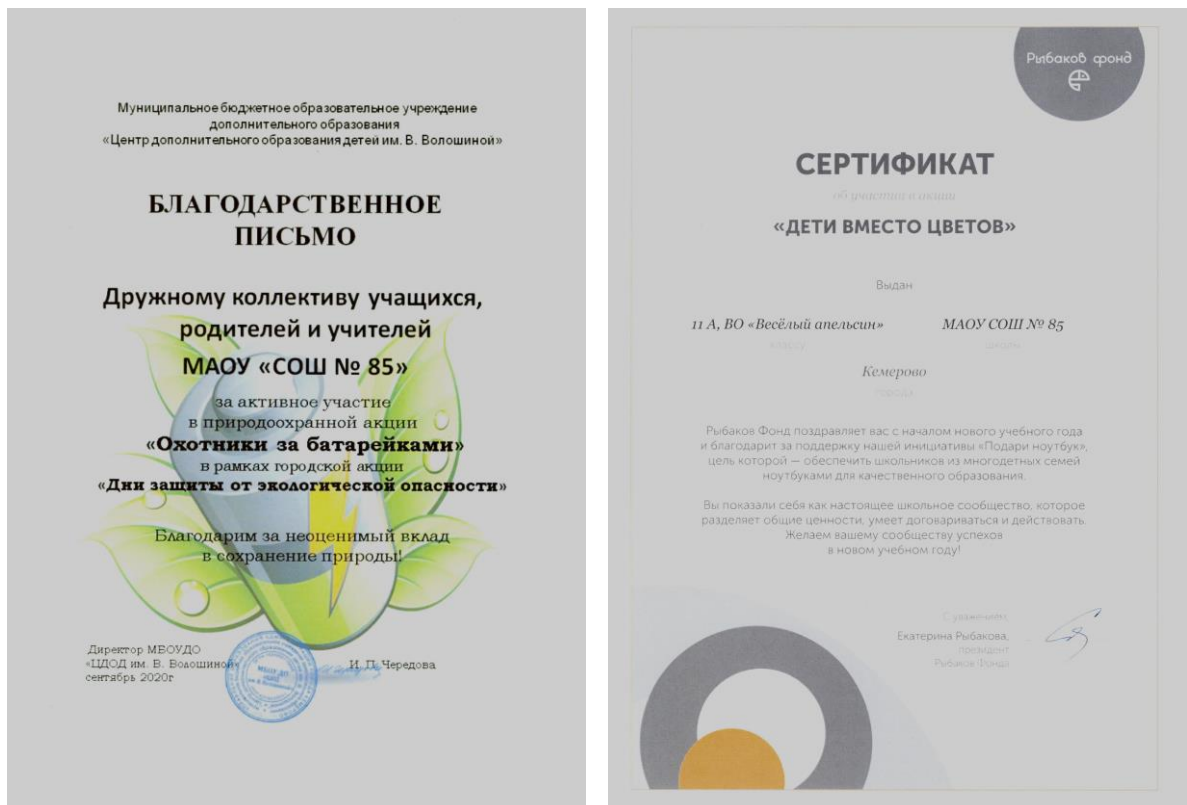 Муниципальное бюджетное образовательное учреждение
дополнительного образования
«Центр дополнительного образования детей им. В. Волошиной»
БЛАГОДАРСТВЕННОЕ
ПИСЬМО
Дружному коллективу учащихся,
родителей и учителей
МАОУ «СОШ № 85»
за активное участие
в природоохранной акции
«Охотники за батарейками»
в рамках городской акции
«Дни защиты от экологической опасности»
Благодарим за неоценимый вклад
в сохранение природы!
Директор МБОУДО
«ЦДОД им. В. Волошиной»
сентябрь 2020г
И. П. Чередова
Рыбаков фонд
СЕРТИФИКАТ
об участии в акции
«ДЕТИ ВМЕСТО ЦВЕТОВ»
Выдан
11 А, ВО «Весёлый апельсин» МАОУ СОШ № 85
классу школы
Кемерово
города
Рыбаков Фонд поздравляет вас с началом нового учебного года
и благодарит за поддержку нашей инициативы «Подари ноутбук»,
цель которой — обеспечить школьников из многодетных семей
ноутбуками для качественного образования.
Вы показали себя как настоящее школьное сообщество, которое
разделяет общие ценности, умеет договариваться и действовать.
Желаем вашему сообществу успехов
в новом учебном году!
С уважением,
Екатерина Рыбакова,
президент
Рыбаков Фонда